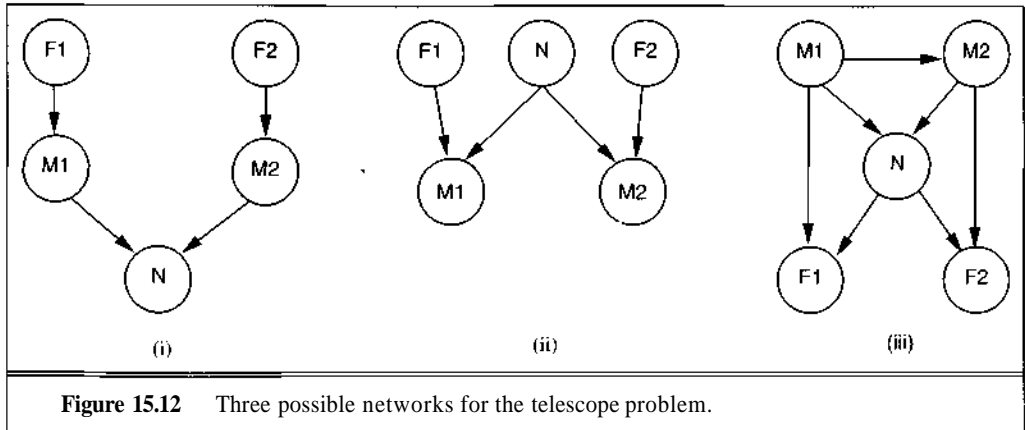 F1 F2 F1 N F2 M1 M2
M1 M2 M1 M2 N
N F1 F2
(i) (ii) (iii)
Figure 15.12 Three possible networks for the telescope problem.